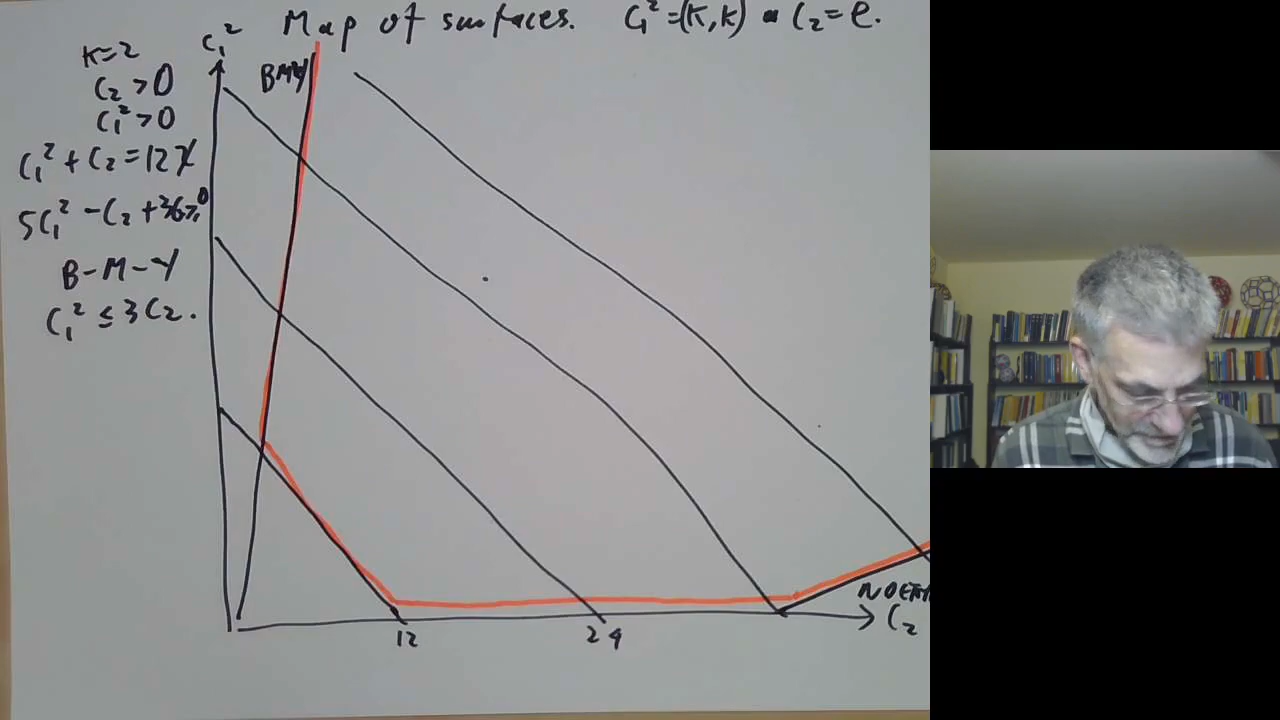 Map of surfaces. C₁²=(K,K) C₂=e.
K=2
C₂>0
C₁²>0
C₁²+C₂=12χ
5C₁²-C₂+36≥0
B-M-Y
C₁²≤3C₂.
C₁²
BMY
NOETH
12
24
C₂